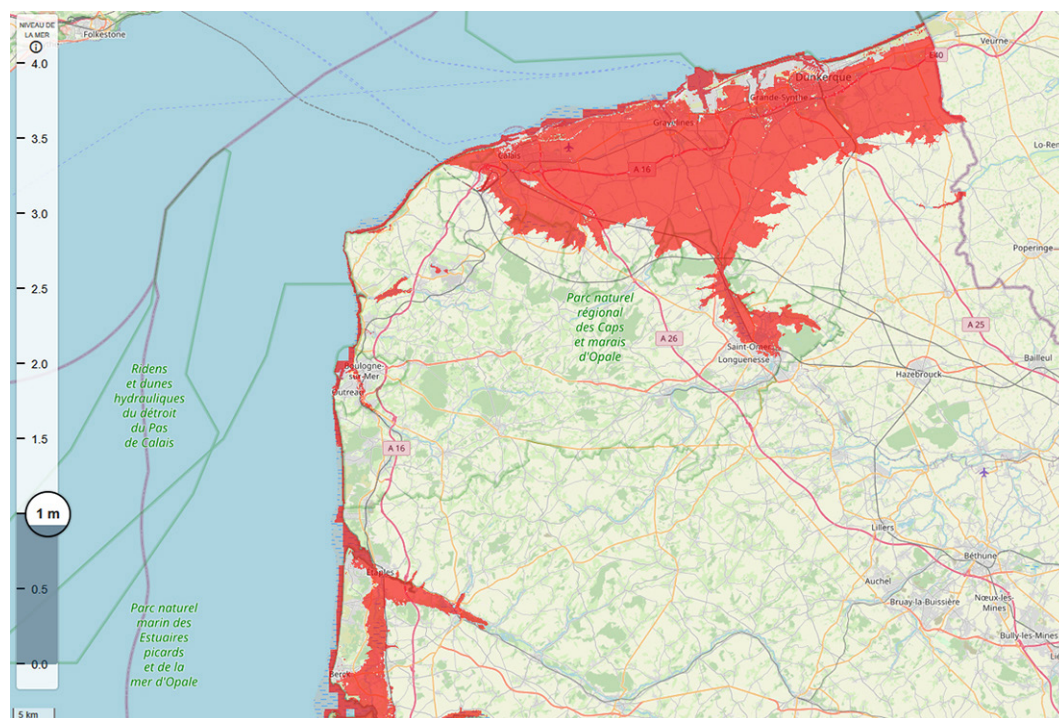 NIVEAU DE
LA MER
4.0
3.5
3.0
2.5
2.0
1.5
1 m
0.5
0.0
5 km
Folkestone
Veurne
E40
Dunkerque
Grande-Synthe
Gravelines
Calais
A 16
Lo-Ren
Poperinge
Parc naturel
régional
des Caps
et marais
d'Opale
A 26
A 25
Saint-Omer
Longuenesse
Bailleul
Hazebrouck
Ridens
et dunes
hydrauliques
du détroit
du Pas
de Calais
Boulogne-
sur-Mer
Outreau
A 16
Lillers
Béthune
Étaples
Auchel
Nœux-les-
Mines
Bruay-la-Buissière
Bully-les-Mines
Parc naturel
marin des
Estuaires
picards
et de la
mer d'Opale
Berck